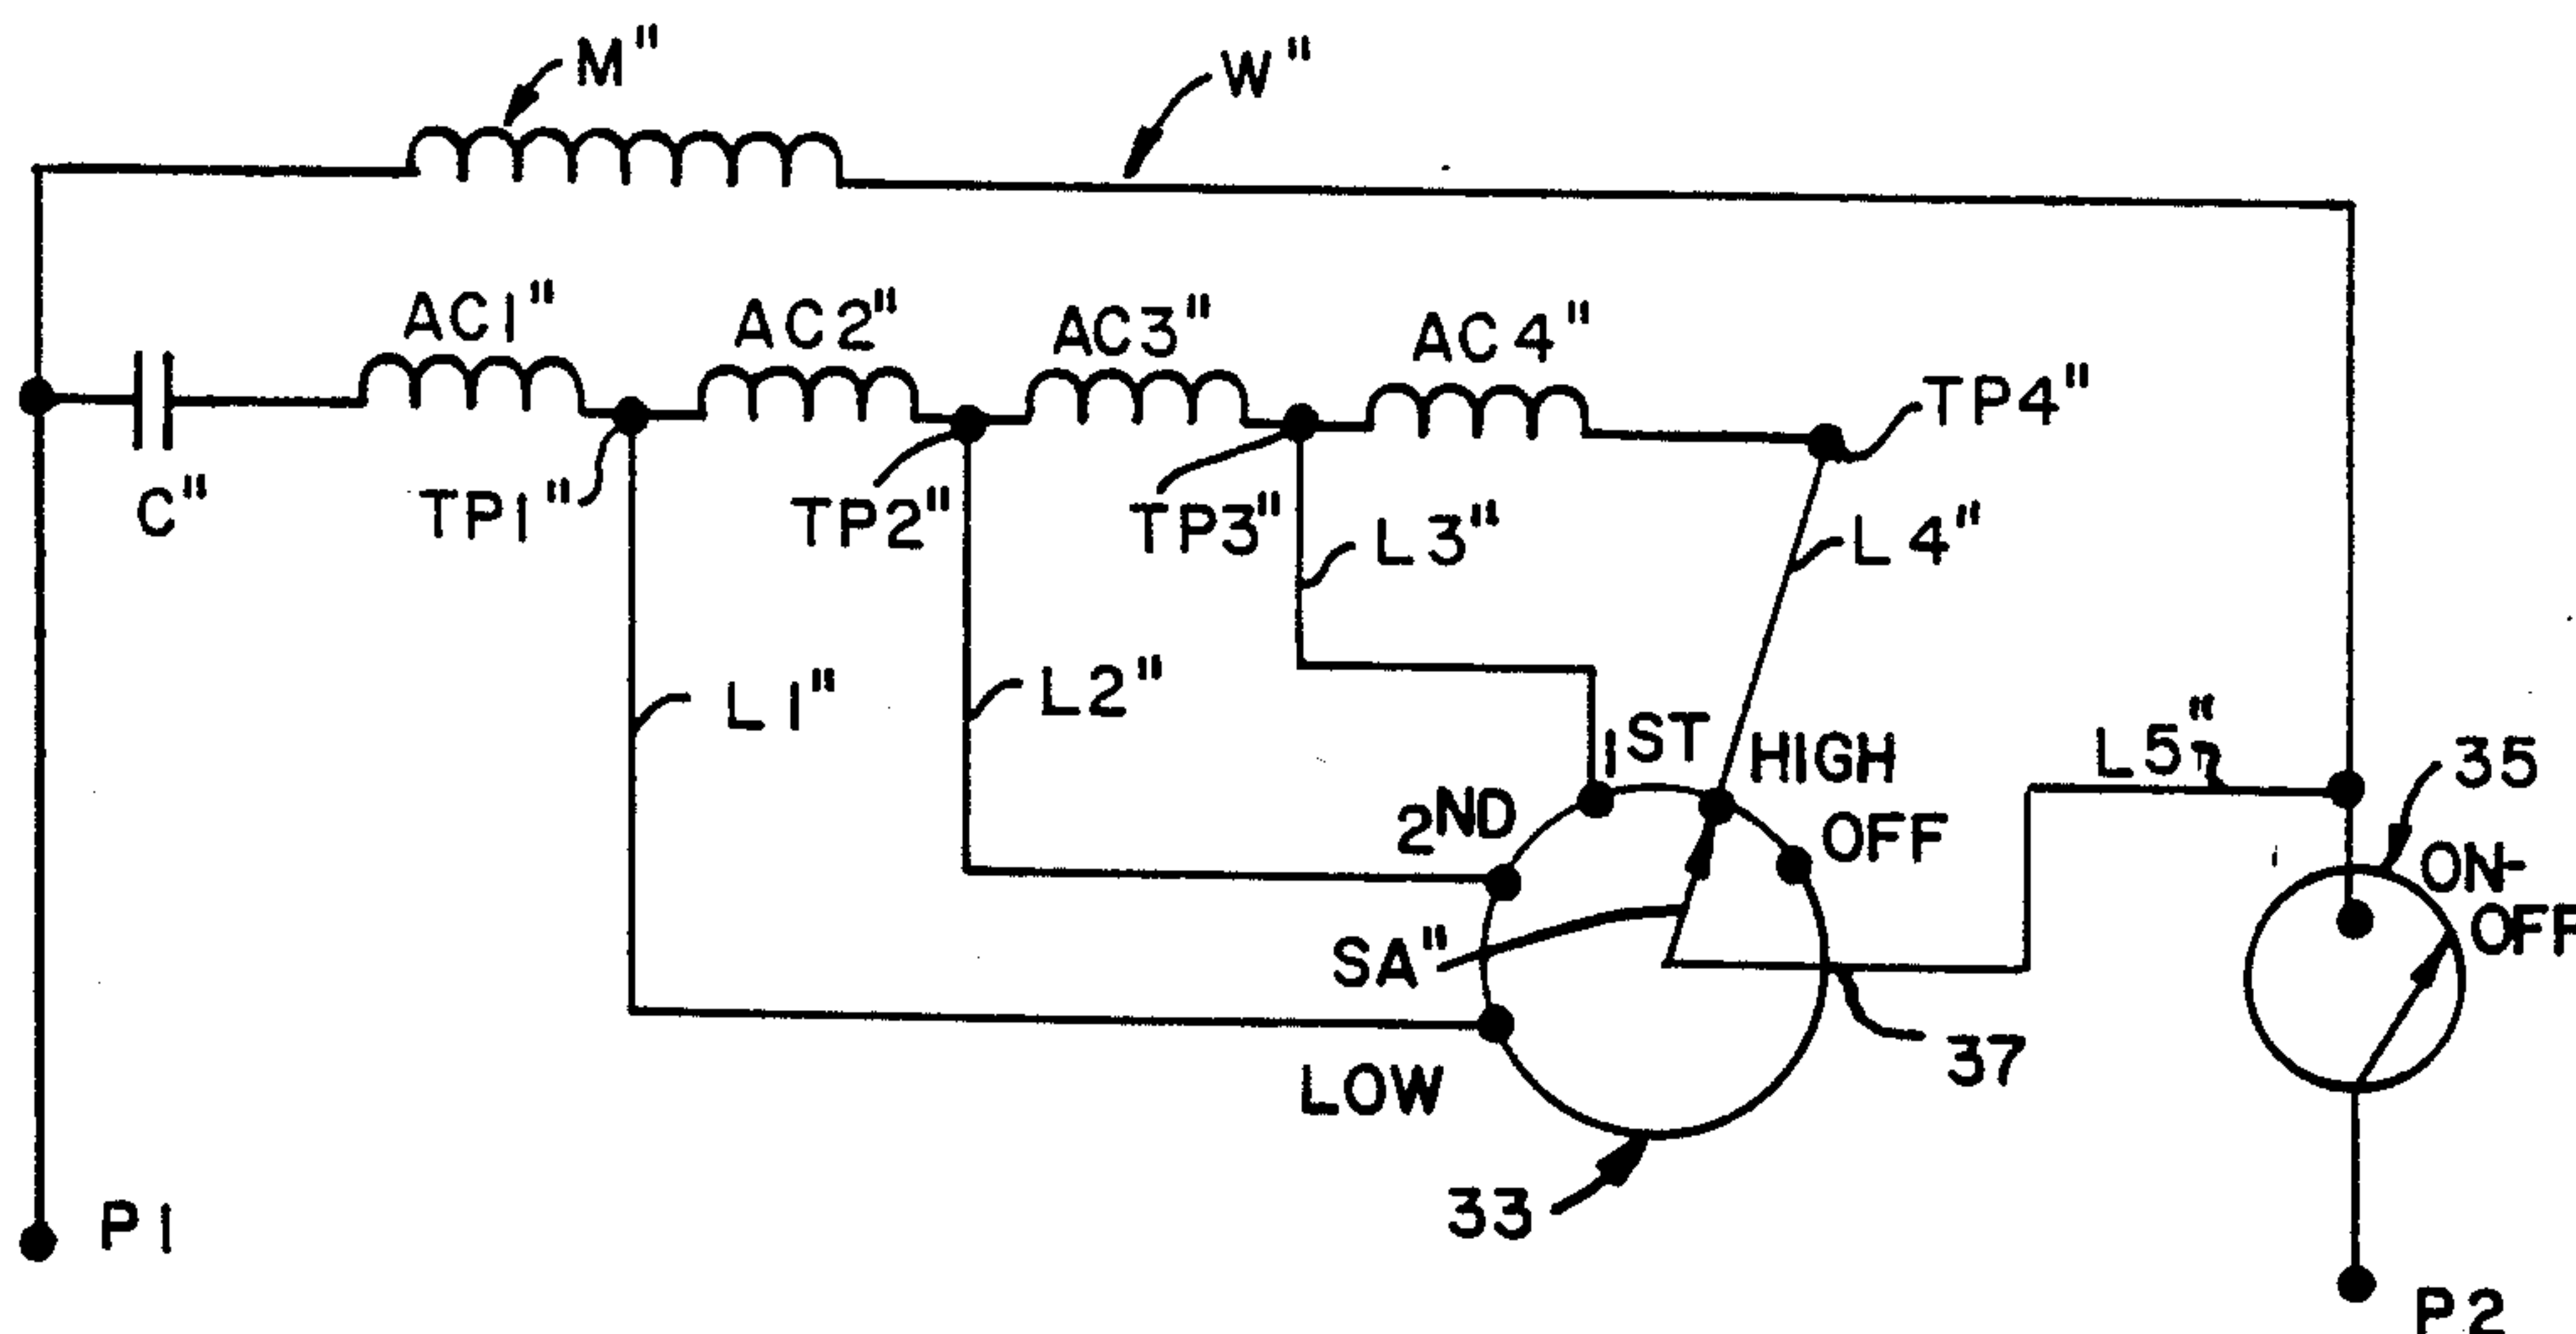 M"
W"
AC1"
AC2"
AC3"
AC4"
TP4"
C"
TP1"
TP2"
TP3"
L3"
L4"
L1"
L2"
1ST
HIGH
L5"
35
2ND
OFF
ON-
OFF
SA"
37
LOW
33
P1
P2